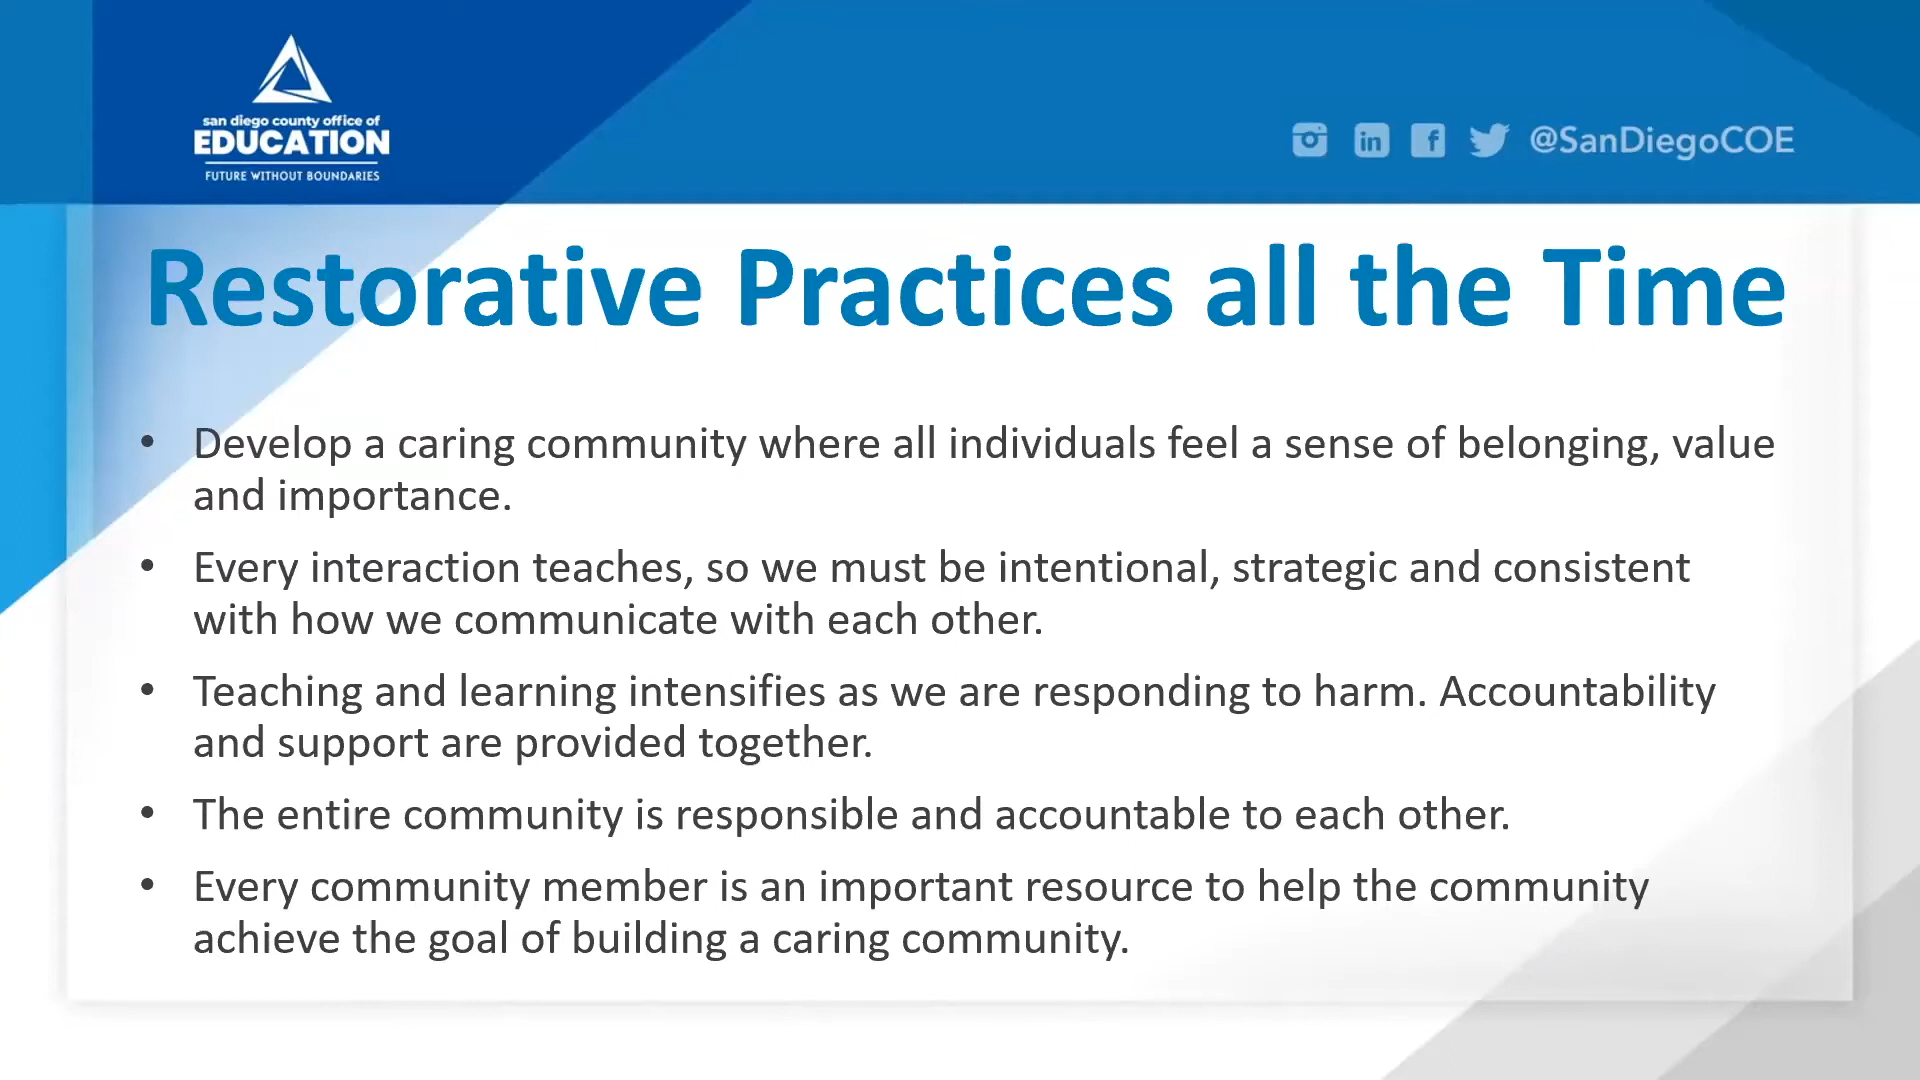 san diego county office of
EDUCATION
FUTURE WITHOUT BOUNDARIES
@SanDiegoCOE
Restorative Practices all the Time
• Develop a caring community where all individuals feel a sense of belonging, value
and importance.
• Every interaction teaches, so we must be intentional, strategic and consistent
with how we communicate with each other.
• Teaching and learning intensifies as we are responding to harm. Accountability
and support are provided together.
• The entire community is responsible and accountable to each other.
• Every community member is an important resource to help the community
achieve the goal of building a caring community.